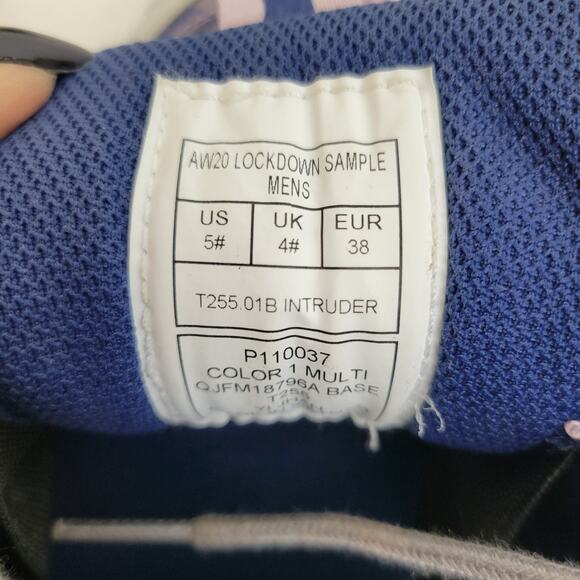 AW20 LOCKDOWN SAMPLE
MENS
US UK EUR
5# 4# 38
T255.01B INTRUDER
P110037
COLOR 1 MULTI
QJFM18796A BASE
T255